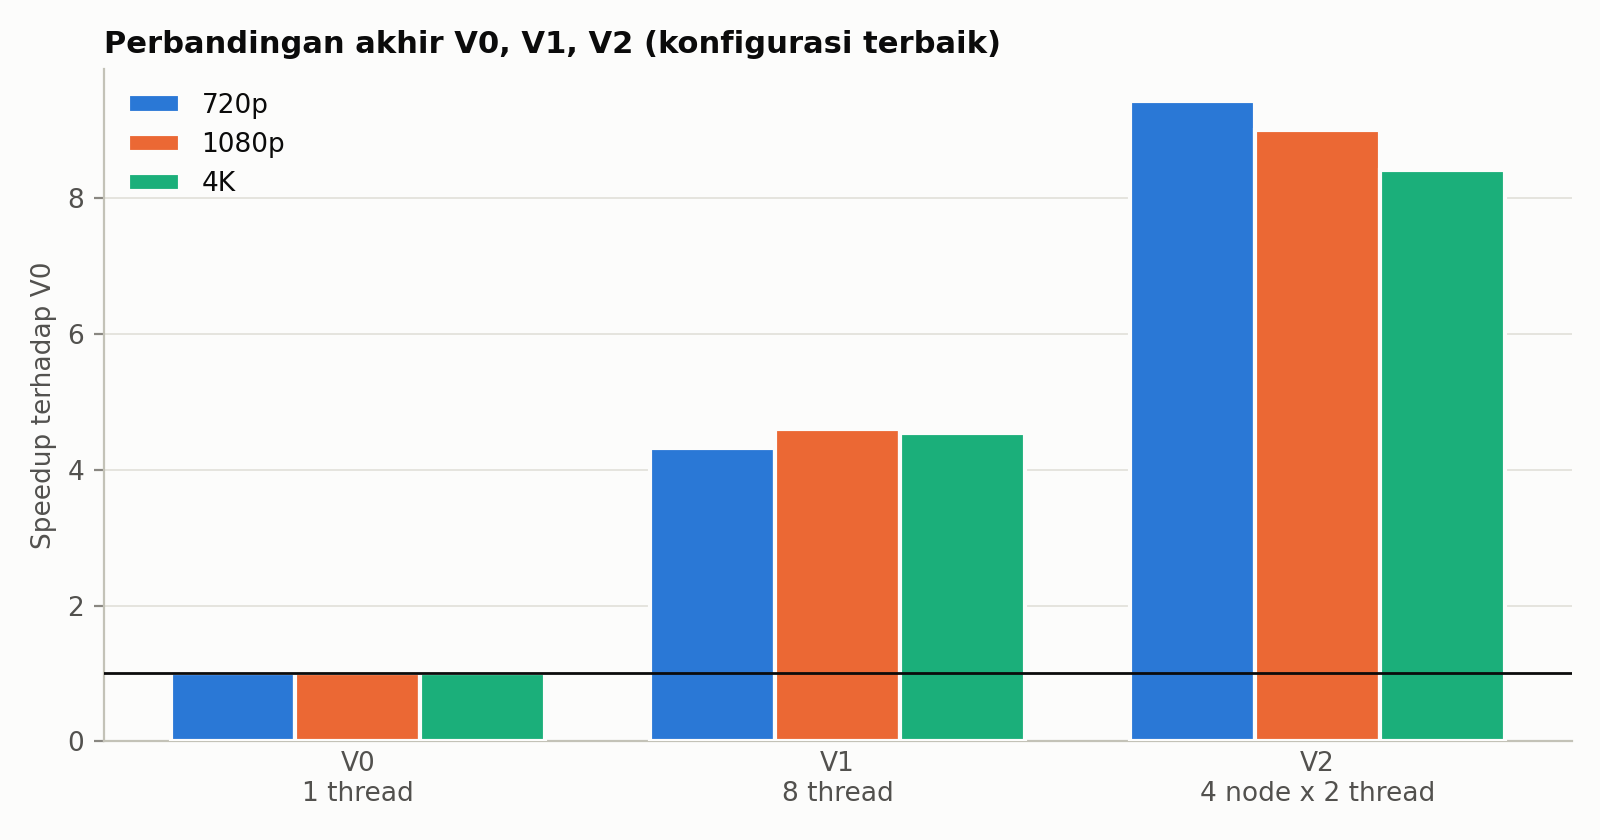 Perbandingan akhir V0, V1, V2 (konfigurasi terbaik)
720p
1080p
4K
Speedup terhadap V0
8
6
4
2
0
V0
1 thread
V1
8 thread
V2
4 node x 2 thread